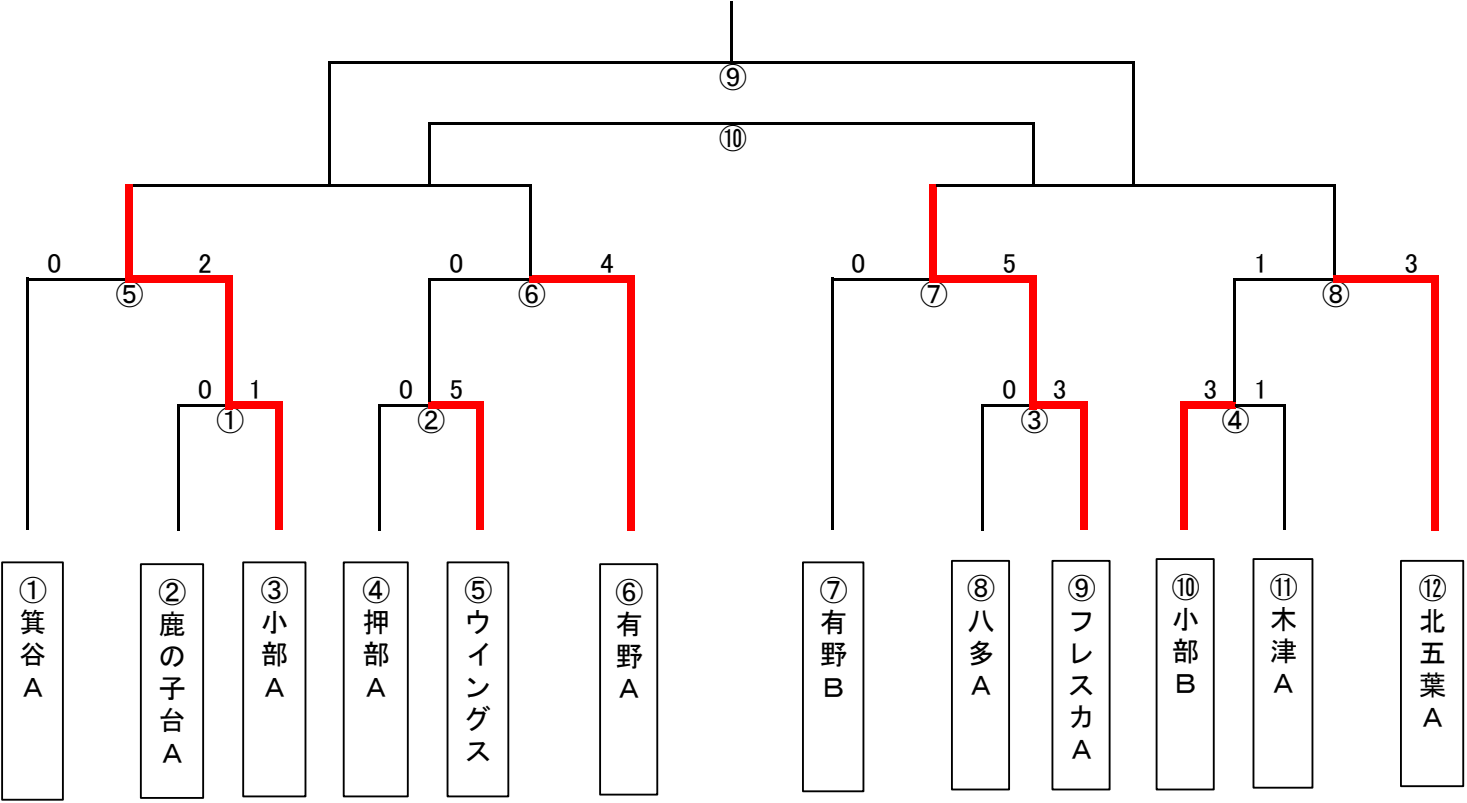 ⑨
⑩
0 2 0 4 0 5 1 3
⑤ ⑥ ⑦ ⑧
0 1 0 5 0 3 3 1
① ② ③ ④
①箕谷A
②鹿の子台A
③小部A
④押部A
⑤ウイングス
⑥有野A
⑦有野B
⑧八多A
⑨フレスカA
⑩小部B
⑪木津A
⑫北五葉A